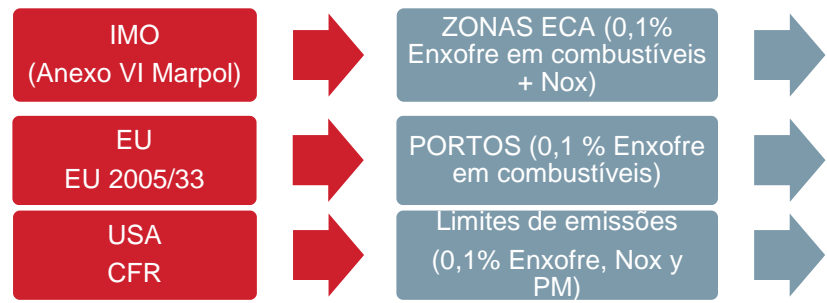 IMO
(Anexo VI Marpol)
ZONAS ECA (0,1%
Enxofre em combustíveis
+ Nox)
EU
EU 2005/33
PORTOS (0,1 % Enxofre
em combustíveis)
USA
CFR
Limites de emissões
(0,1% Enxofre, Nox y
PM)